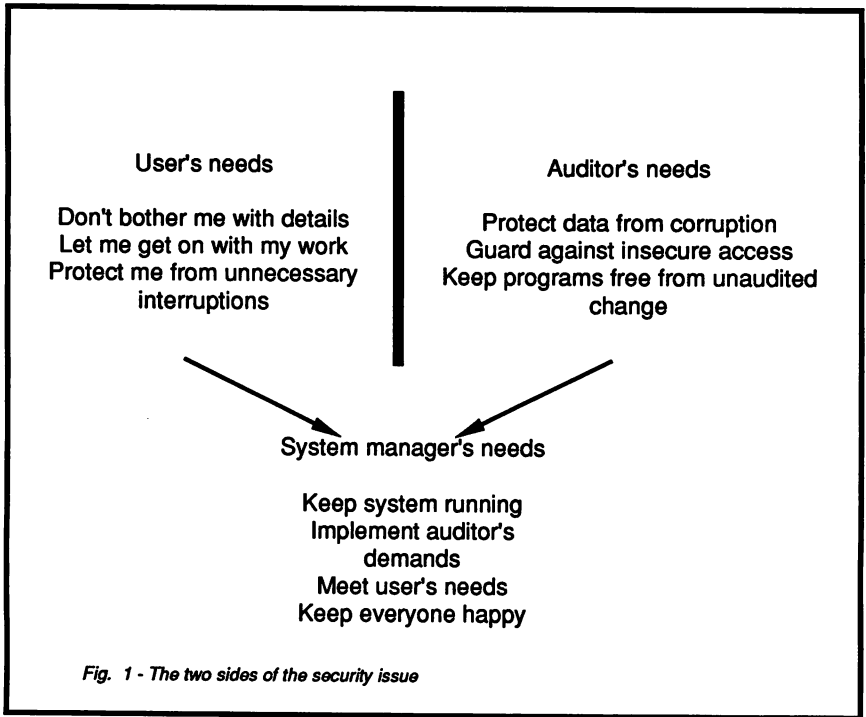 User's needs
Don't bother me with details
Let me get on with my work
Protect me from unnecessary
interruptions
Auditor's needs
Protect data from corruption
Guard against insecure access
Keep programs free from unaudited
change
System manager's needs
Keep system running
Implement auditor's
demands
Meet user's needs
Keep everyone happy
Fig. 1 - The two sides of the security issue